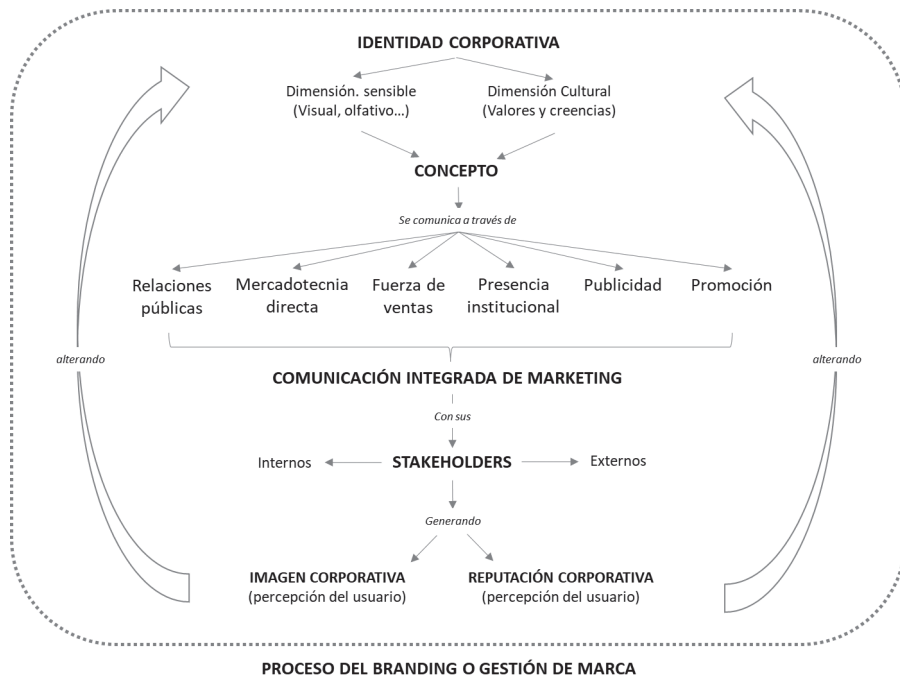 IDENTIDAD CORPORATIVA
Dimensión. sensible
(Visual, olfativo...)
Dimensión Cultural
(Valores y creencias)
CONCEPTO
Se comunica a través de
Relaciones
públicas
Mercadotecnia
directa
Fuerza de
ventas
Presencia
institucional
Publicidad
Promoción
alterando
alterando
COMUNICACIÓN INTEGRADA DE MARKETING
Con sus
Internos
STAKEHOLDERS
Externos
Generando
IMAGEN CORPORATIVA
(percepción del usuario)
REPUTACIÓN CORPORATIVA
(percepción del usuario)
PROCESO DEL BRANDING O GESTIÓN DE MARCA